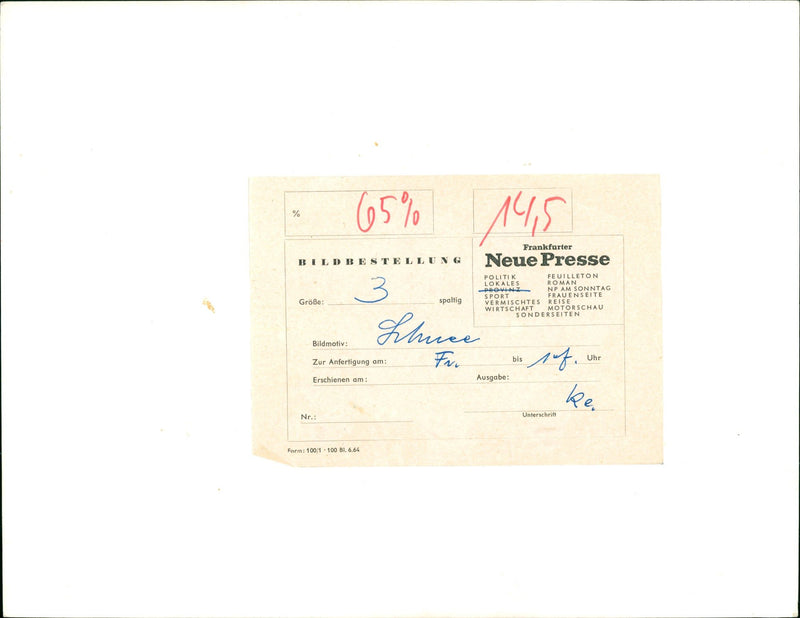 % 65%
14,5
BILDBESTELLUNG
Größe: 3 spaltig
Frankfurter
Neue Presse
POLITIK FEUILLETON
LOKALES ROMAN
PROVINZ NP AM SONNTAG
SPORT FRAUENSEITE
VERMISCHTES REISE
WIRTSCHAFT MOTORSCHAU
SONDERSEITEN
Bildmotiv: Schnee
Zur Anfertigung am: Fr. bis Uhr
Erschienen am: Ausgabe:
Ke.
Nr.: Unterschrift
Form: 100/1 · 100 Bl. 6.64